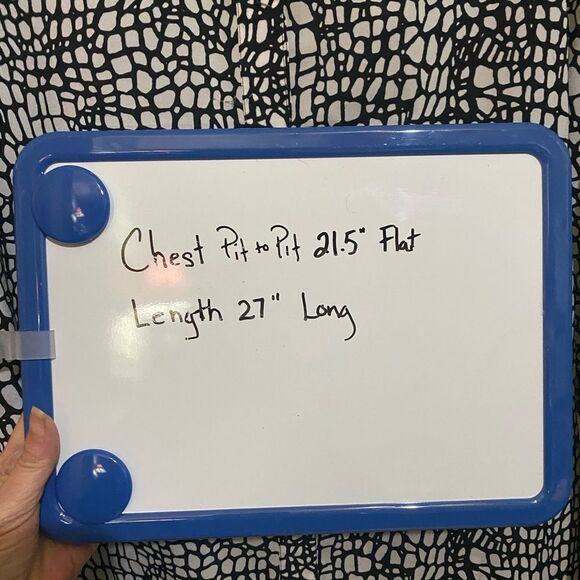 Chest Pit to Pit 21.5" Flat
Length 27" Long